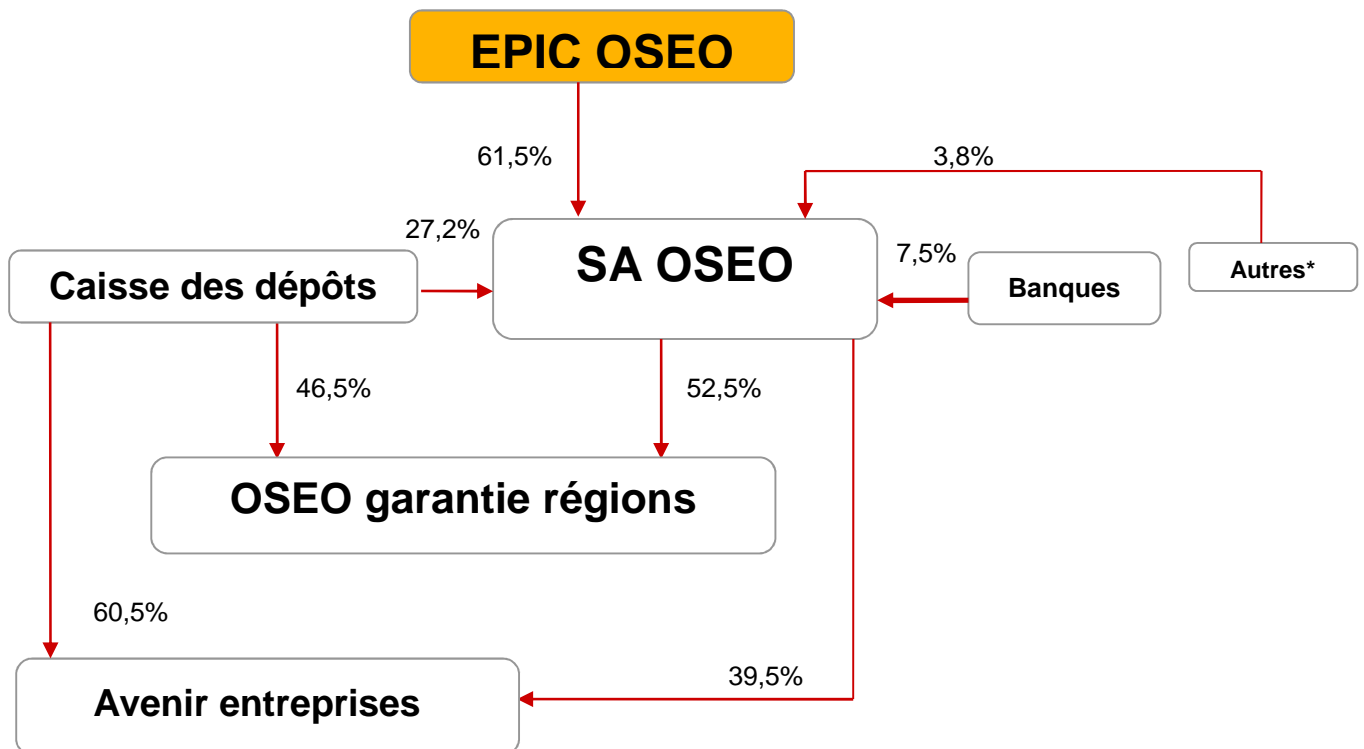 EPIC OSEO
61,5%
3,8%
27,2%
SA OSEO
7,5%
Caisse des dépôts
Banques
Autres*
46,5%
52,5%
OSEO garantie régions
60,5%
39,5%
Avenir entreprises